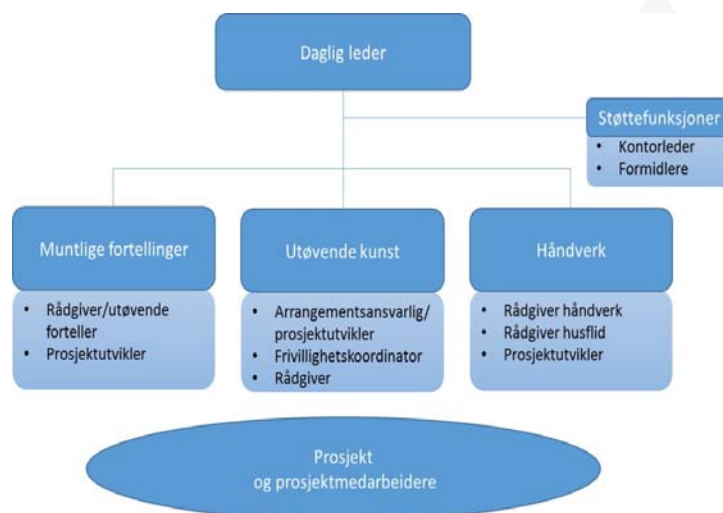 Daglig leder
Støttefunksjoner
• Kontorleder
• Formidlere
Muntlige fortellinger
• Rådgiver/utøvende
forteller
• Prosjektutvikler
Utøvende kunst
• Arrangementsansvarlig/
prosjektutvikler
• Frivillighetskoordinator
• Rådgiver
Håndverk
• Rådgiver håndverk
• Rådgiver husflid
• Prosjektutvikler
Prosjekt
og prosjektmedarbeidere